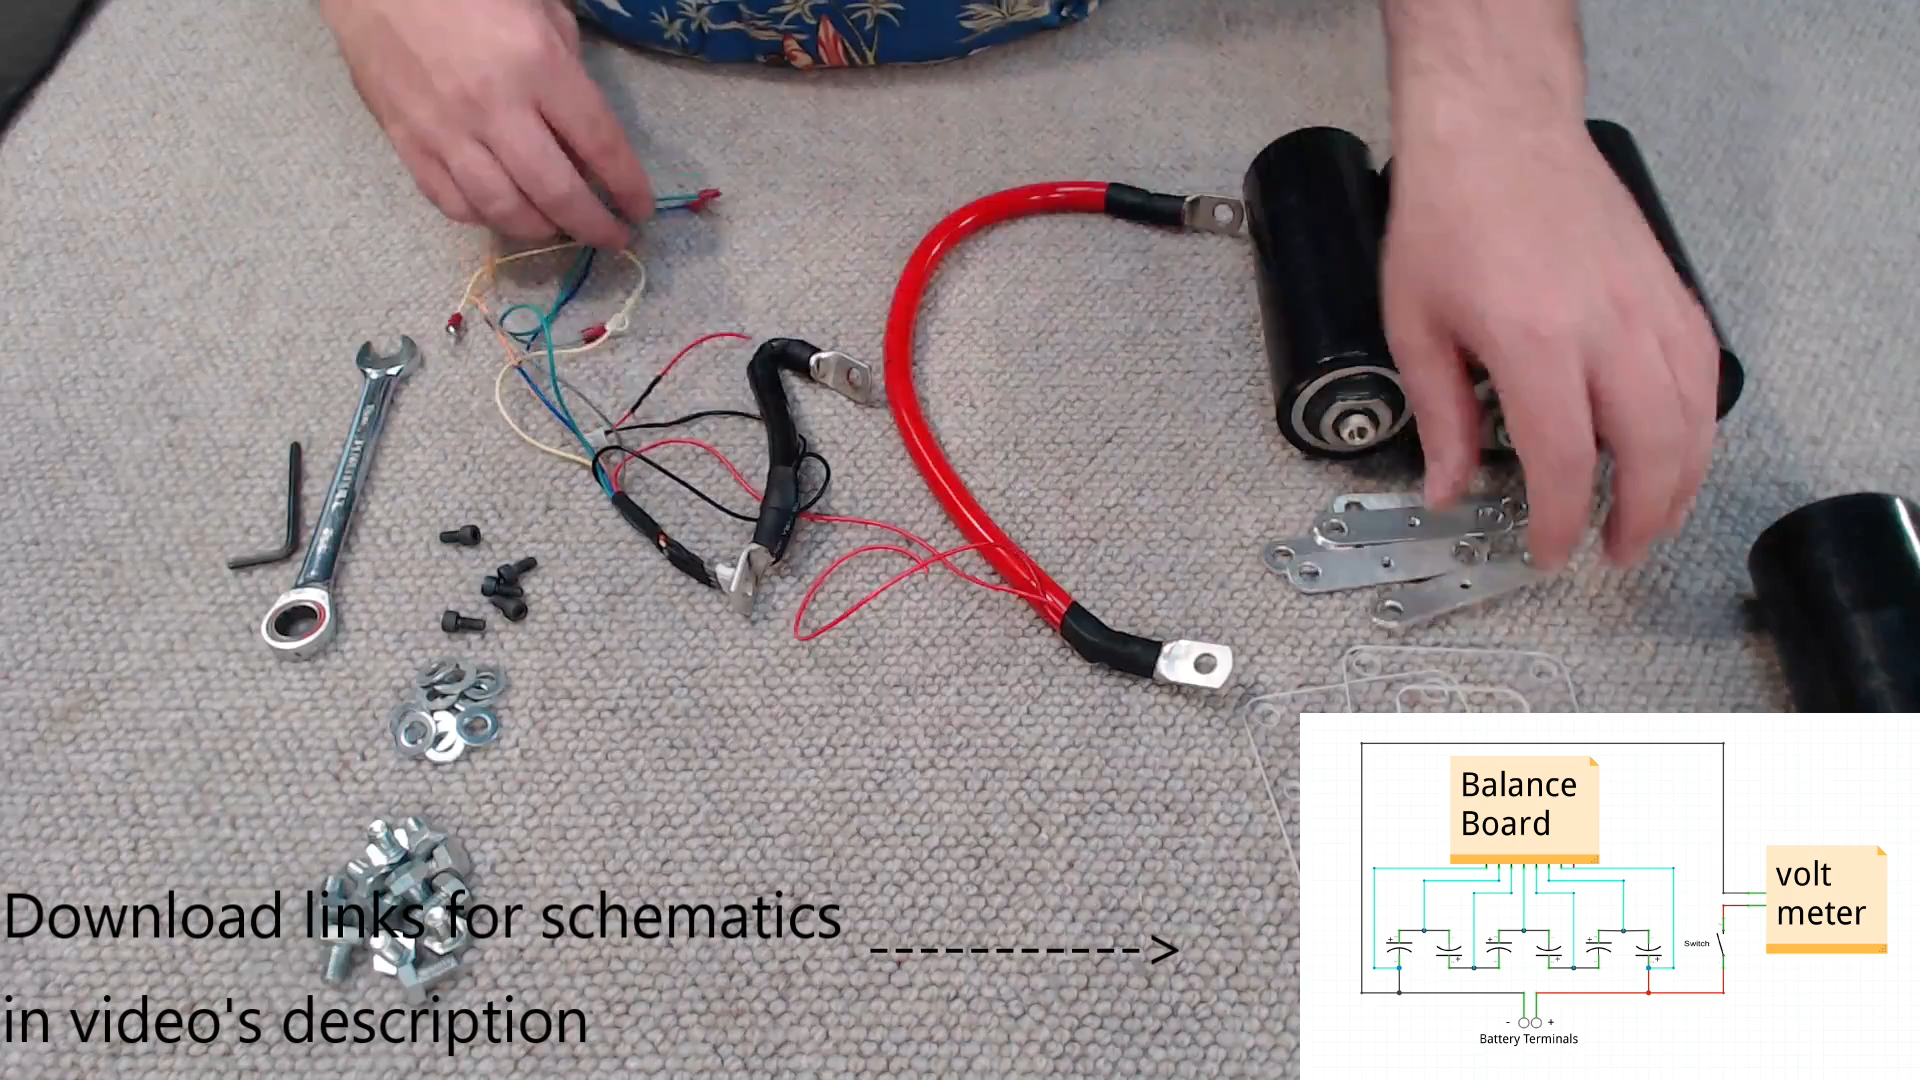 Download links for schematics ----------->
in video's description
Balance
Board
volt
meter
Switch
- +
Battery Terminals